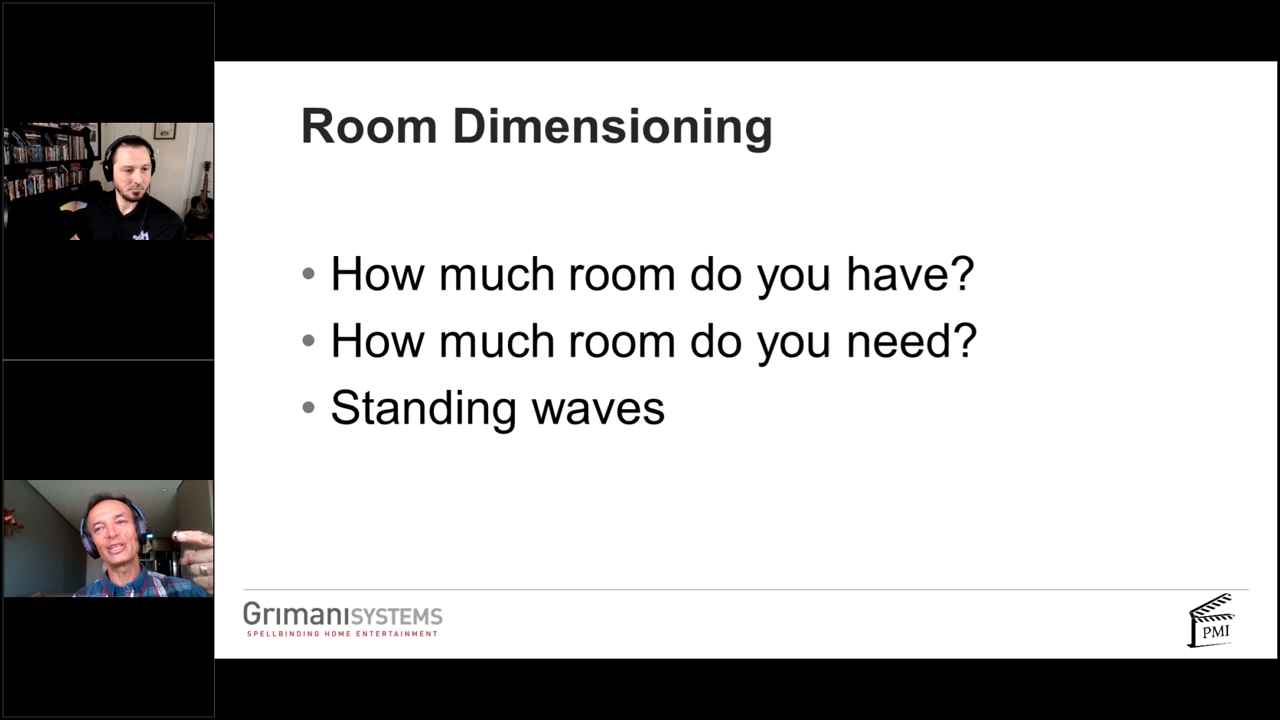 Room Dimensioning
• How much room do you have?
• How much room do you need?
• Standing waves
GrimaniSYSTEMS
SPELLBINDING HOME ENTERTAINMENT
PMI